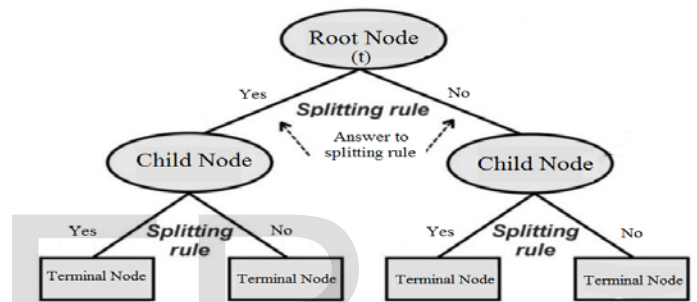 Root Node
(t)
Yes
No
Splitting rule
Answer to
splitting rule
Child Node
Child Node
Yes
Splitting
rule
No
Yes
Splitting
rule
No
Terminal Node
Terminal Node
Terminal Node
Terminal Node